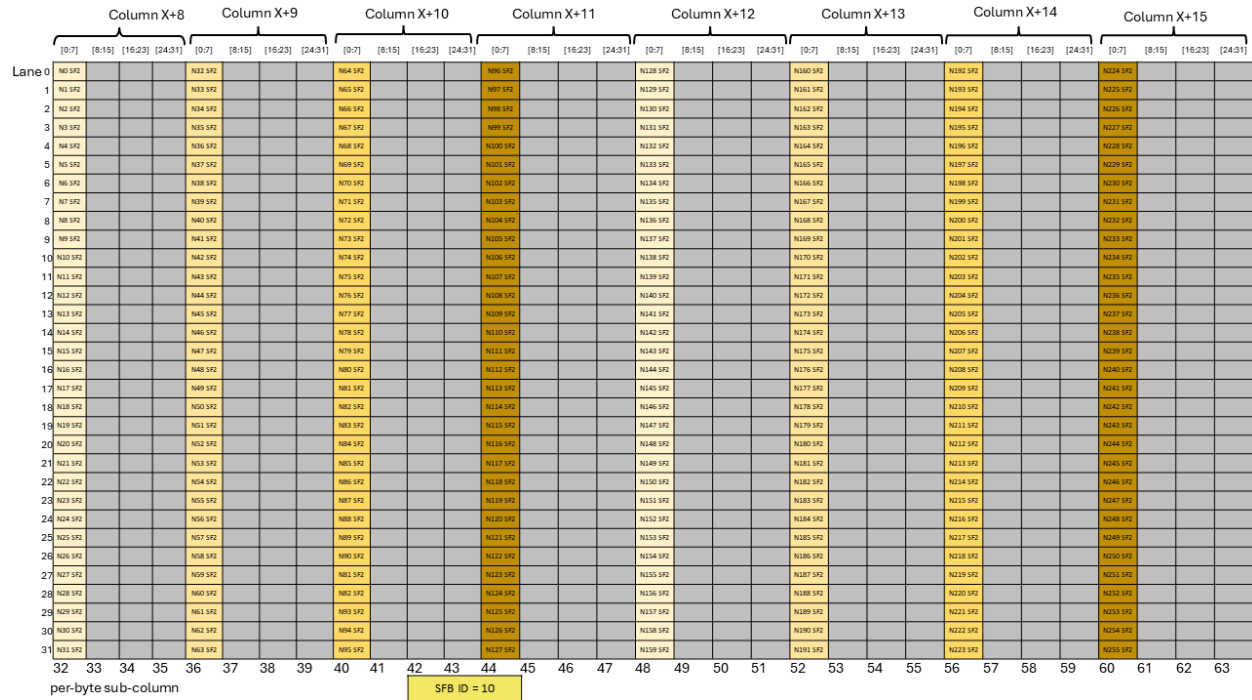 Column X+8 Column X+9 Column X+10 Column X+11 Column X+12 Column X+13 Column X+14 Column X+15
[0:7] [8:15] [16:23] [24:31] [0:7] [8:15] [16:23] [24:31] [0:7] [8:15] [16:23] [24:31] [0:7] [8:15] [16:23] [24:31] [0:7] [8:15] [16:23] [24:31] [0:7] [8:15] [16:23] [24:31] [0:7] [8:15] [16:23] [24:31] [0:7] [8:15] [16:23] [24:31]
Lane 0 N0 SF2 N32 SF2 N64 SF2 N96 SF2 N128 SF2 N160 SF2 N192 SF2 N224 SF2
1 N1 SF2 N33 SF2 N65 SF2 N97 SF2 N129 SF2 N161 SF2 N193 SF2 N225 SF2
2 N2 SF2 N34 SF2 N66 SF2 N98 SF2 N130 SF2 N162 SF2 N194 SF2 N226 SF2
3 N3 SF2 N35 SF2 N67 SF2 N99 SF2 N131 SF2 N163 SF2 N195 SF2 N227 SF2
4 N4 SF2 N36 SF2 N68 SF2 N100 SF2 N132 SF2 N164 SF2 N196 SF2 N228 SF2
5 N5 SF2 N37 SF2 N69 SF2 N101 SF2 N133 SF2 N165 SF2 N197 SF2 N229 SF2
6 N6 SF2 N38 SF2 N70 SF2 N102 SF2 N134 SF2 N166 SF2 N198 SF2 N230 SF2
7 N7 SF2 N39 SF2 N71 SF2 N103 SF2 N135 SF2 N167 SF2 N199 SF2 N231 SF2
8 N8 SF2 N40 SF2 N72 SF2 N104 SF2 N136 SF2 N168 SF2 N200 SF2 N232 SF2
9 N9 SF2 N41 SF2 N73 SF2 N105 SF2 N137 SF2 N169 SF2 N201 SF2 N233 SF2
10 N10 SF2 N42 SF2 N74 SF2 N106 SF2 N138 SF2 N170 SF2 N202 SF2 N234 SF2
11 N11 SF2 N43 SF2 N75 SF2 N107 SF2 N139 SF2 N171 SF2 N203 SF2 N235 SF2
12 N12 SF2 N44 SF2 N76 SF2 N108 SF2 N140 SF2 N172 SF2 N204 SF2 N236 SF2
13 N13 SF2 N45 SF2 N77 SF2 N109 SF2 N141 SF2 N173 SF2 N205 SF2 N237 SF2
14 N14 SF2 N46 SF2 N78 SF2 N110 SF2 N142 SF2 N174 SF2 N206 SF2 N238 SF2
15 N15 SF2 N47 SF2 N79 SF2 N111 SF2 N143 SF2 N175 SF2 N207 SF2 N239 SF2
16 N16 SF2 N48 SF2 N80 SF2 N112 SF2 N144 SF2 N176 SF2 N208 SF2 N240 SF2
17 N17 SF2 N49 SF2 N81 SF2 N113 SF2 N145 SF2 N177 SF2 N209 SF2 N241 SF2
18 N18 SF2 N50 SF2 N82 SF2 N114 SF2 N146 SF2 N178 SF2 N210 SF2 N242 SF2
19 N19 SF2 N51 SF2 N83 SF2 N115 SF2 N147 SF2 N179 SF2 N211 SF2 N243 SF2
20 N20 SF2 N52 SF2 N84 SF2 N116 SF2 N148 SF2 N180 SF2 N212 SF2 N244 SF2
21 N21 SF2 N53 SF2 N85 SF2 N117 SF2 N149 SF2 N181 SF2 N213 SF2 N245 SF2
22 N22 SF2 N54 SF2 N86 SF2 N118 SF2 N150 SF2 N182 SF2 N214 SF2 N246 SF2
23 N23 SF2 N55 SF2 N87 SF2 N119 SF2 N151 SF2 N183 SF2 N215 SF2 N247 SF2
24 N24 SF2 N56 SF2 N88 SF2 N120 SF2 N152 SF2 N184 SF2 N216 SF2 N248 SF2
25 N25 SF2 N57 SF2 N89 SF2 N121 SF2 N153 SF2 N185 SF2 N217 SF2 N249 SF2
26 N26 SF2 N58 SF2 N90 SF2 N122 SF2 N154 SF2 N186 SF2 N218 SF2 N250 SF2
27 N27 SF2 N59 SF2 N81 SF2 N123 SF2 N155 SF2 N187 SF2 N219 SF2 N251 SF2
28 N28 SF2 N60 SF2 N82 SF2 N124 SF2 N156 SF2 N188 SF2 N220 SF2 N252 SF2
29 N29 SF2 N61 SF2 N93 SF2 N125 SF2 N157 SF2 N189 SF2 N221 SF2 N253 SF2
30 N30 SF2 N62 SF2 N94 SF2 N126 SF2 N158 SF2 N190 SF2 N222 SF2 N254 SF2
31 N31 SF2 N63 SF2 N95 SF2 N127 SF2 N159 SF2 N191 SF2 N223 SF2 N255 SF2
32 33 34 35 36 37 38 39 40 41 42 43 44 45 46 47 48 49 50 51 52 53 54 55 56 57 58 59 60 61 62 63
per-byte sub-column
SFB ID = 10